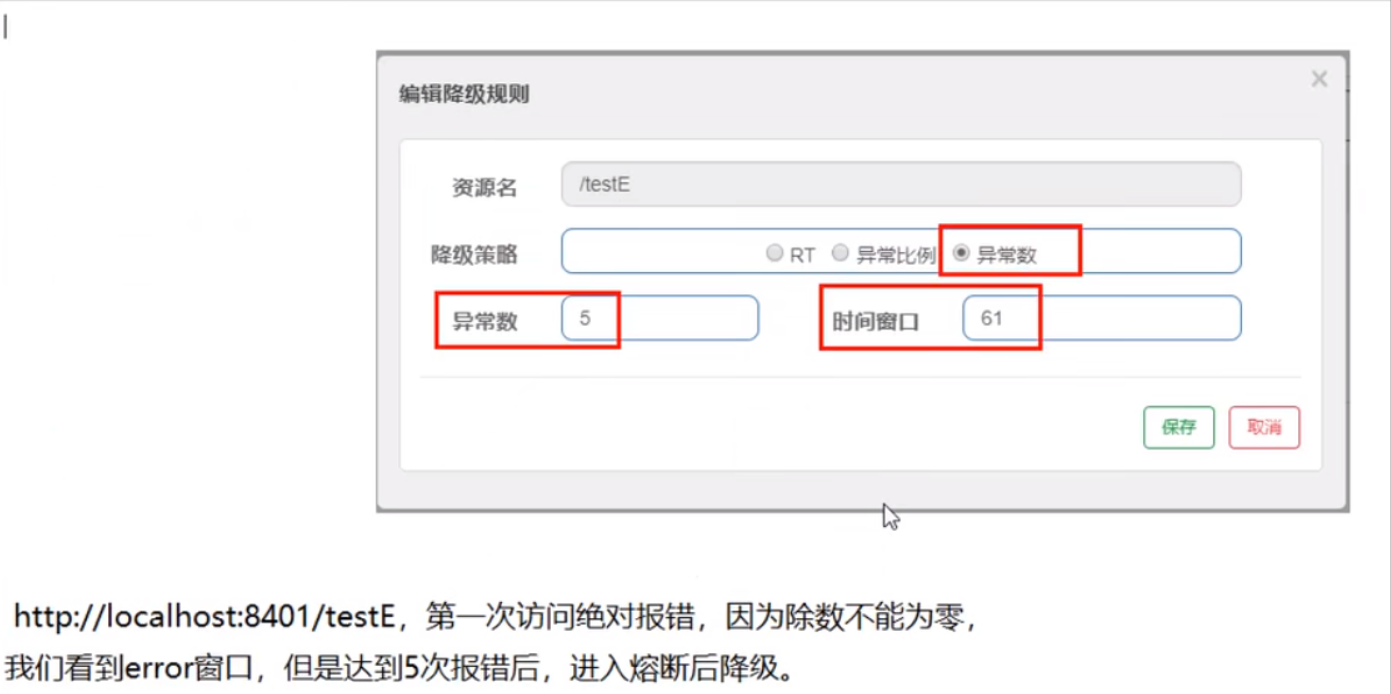 编辑降级规则
×
资源名 /testE
降级策略 RT 异常比例 异常数
异常数 5 时间窗口 61
保存 取消
http://localhost:8401/testE，第一次访问绝对报错，因为除数不能为零，
我们看到error窗口，但是达到5次报错后，进入熔断后降级。